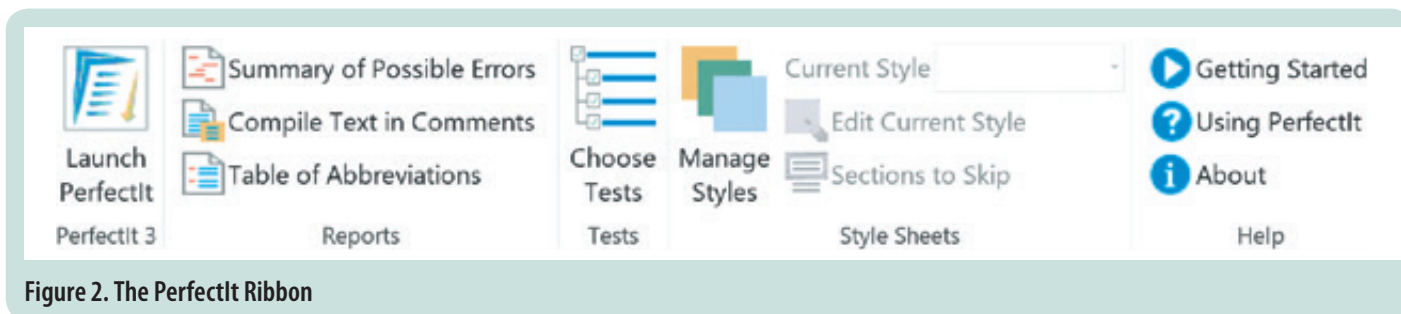 Launch
PerfectIt
PerfectIt 3
Summary of Possible Errors
Compile Text in Comments
Table of Abbreviations
Reports
Choose
Tests
Tests
Manage
Styles
Current Style
Edit Current Style
Sections to Skip
Style Sheets
Getting Started
Using PerfectIt
About
Help
Figure 2. The PerfectIt Ribbon